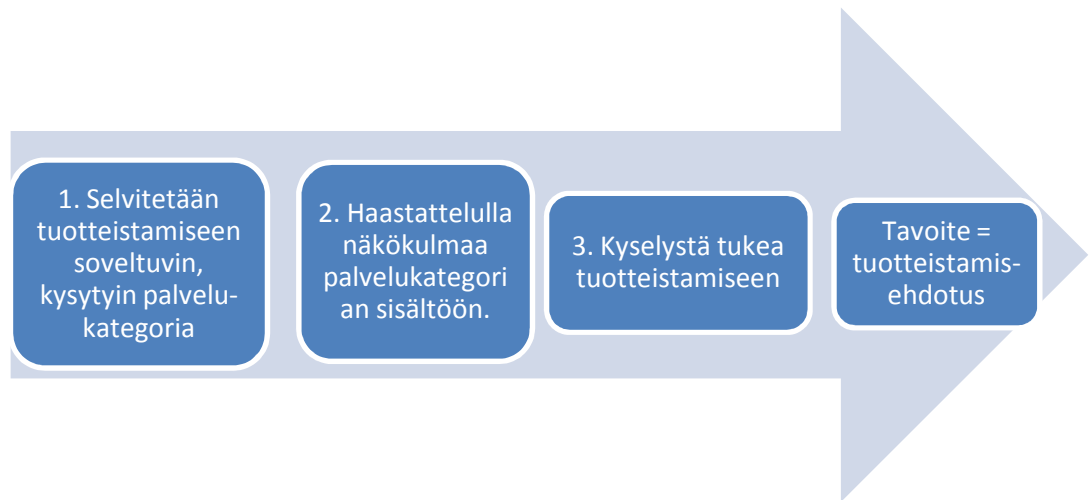 1. Selvitetään
tuotteistamiseen
soveltuvin,
kysytyin palvelu-
kategoria
2. Haastattelulla
näkökulmaa
palvelukategori
an sisältöön.
3. Kyselystä tukea
tuotteistamiseen
Tavoite =
tuotteistamis-
ehdotus